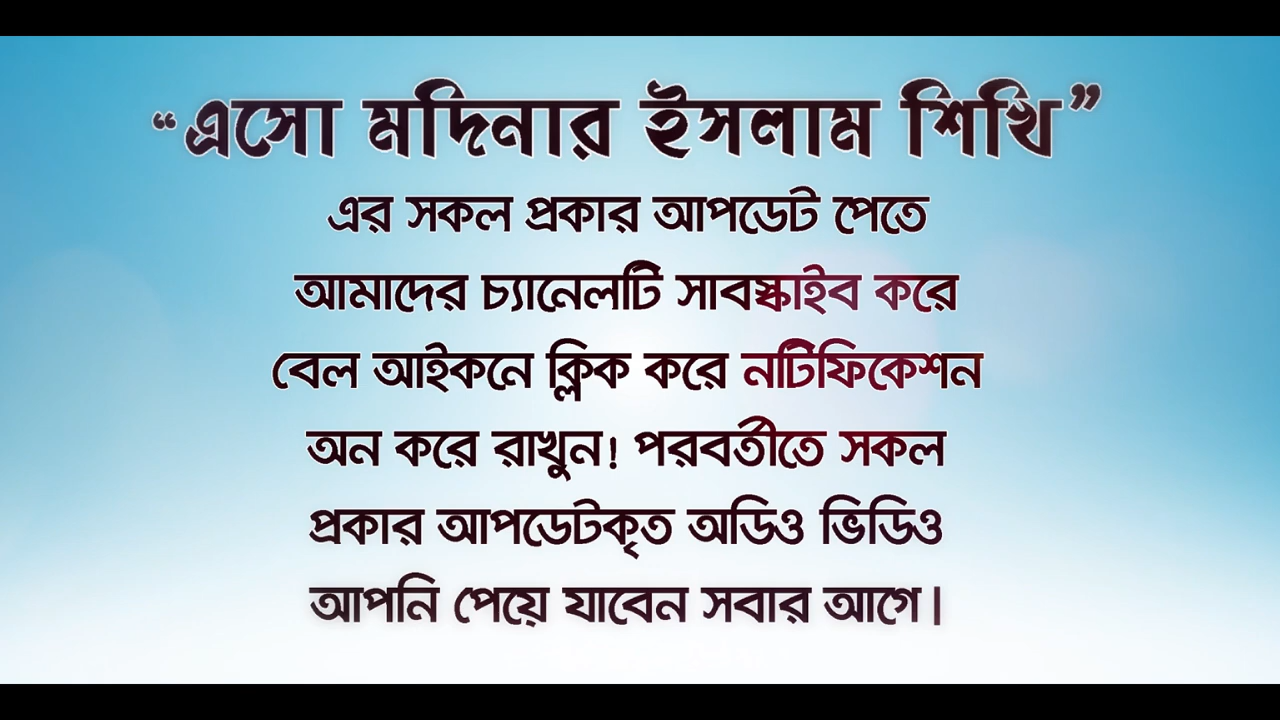 “এসো মদিনার ইসলাম শিখি”
এর সকল প্রকার আপডেট পেতে
আমাদের চ্যানেলটি সাবস্কাইব করে
বেল আইকনে ক্লিক করে নটিফিকেশন
অন করে রাখুন! পরবর্তীতে সকল
প্রকার আপডেটকৃত অডিও ভিডিও
আপনি পেয়ে যাবেন সবার আগে।